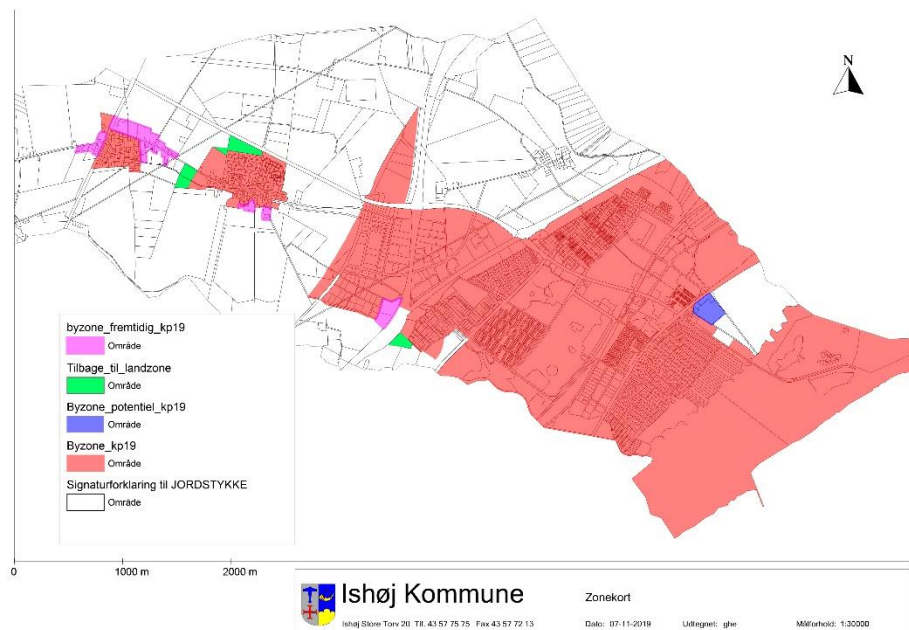 N
byzone_fremtidig_kp19
Område
Tilbage_til_landzone
Område
Byzone_potentiel_kp19
Område
Byzone_kp19
Område
Signaturforklaring til JORDSTYKKE
Område
0 1000 m 2000 m
Ishøj Kommune
Zonekort
Ishøj Store Torv 20 Tlf. 43 57 75 75 Fax 43 57 72 13
Dato: 07-11-2019 Udtegnet: ghe Målforhold: 1:30000